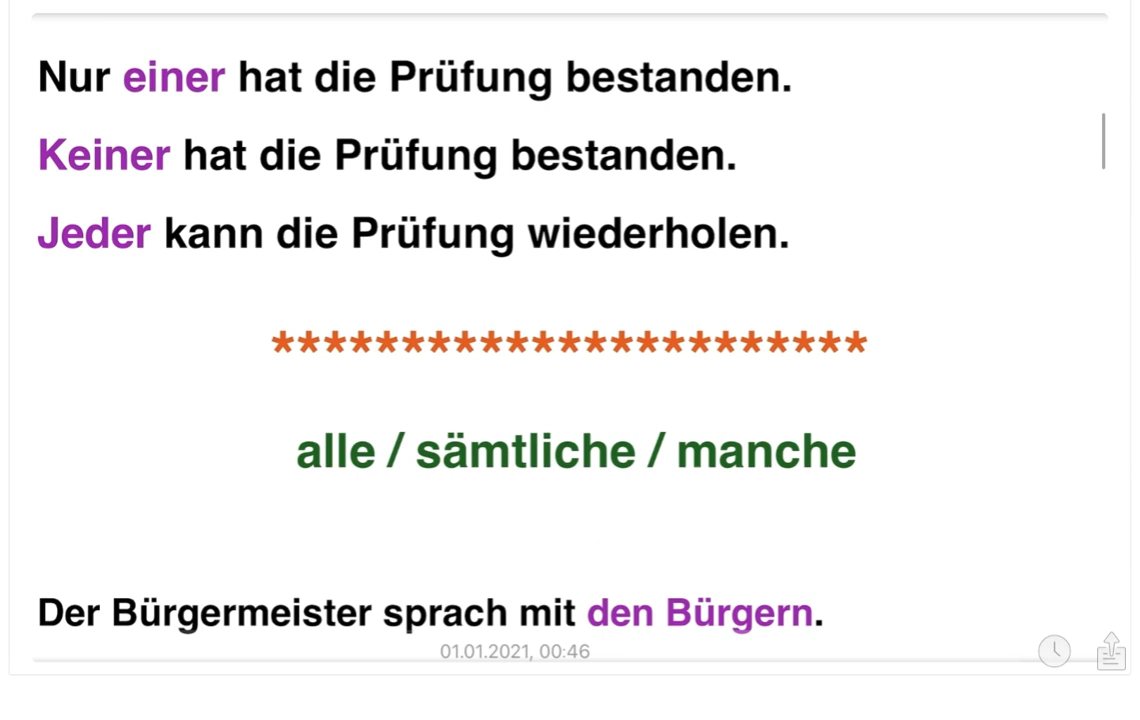 Nur einer hat die Prüfung bestanden.
Keiner hat die Prüfung bestanden.
Jeder kann die Prüfung wiederholen.
***********************
alle / sämtliche / manche
Der Bürgermeister sprach mit den Bürgern.
01.01.2021, 00:46